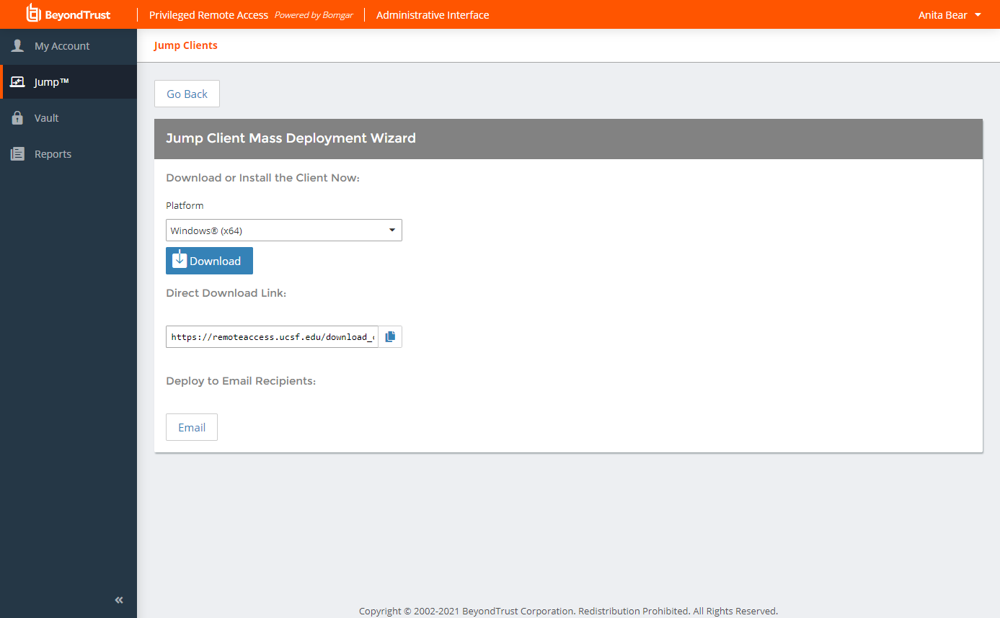 BeyondTrust Privileged Remote Access Powered by Bomgar Administrative Interface Anita Bear
My Account
Jump™
Vault
Reports
Jump Clients
Go Back
Jump Client Mass Deployment Wizard
Download or Install the Client Now:
Platform
Windows® (x64)
Download
Direct Download Link:
https://remoteaccess.ucsf.edu/download_
Deploy to Email Recipients:
Email
Copyright © 2002-2021 BeyondTrust Corporation. Redistribution Prohibited. All Rights Reserved.